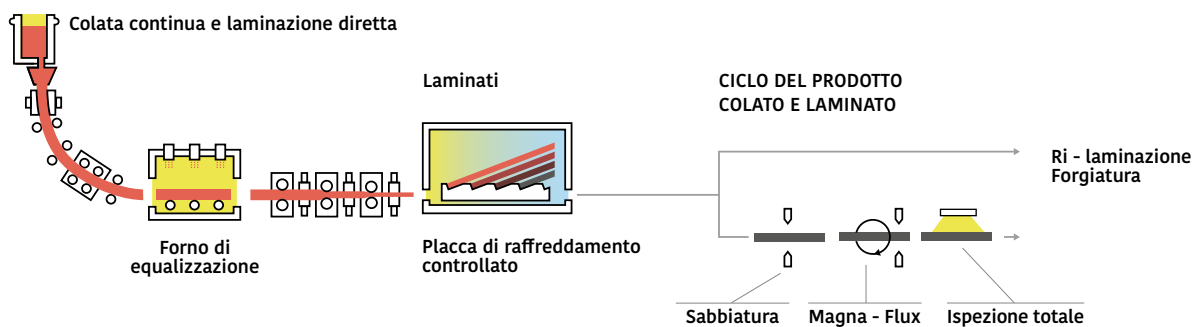 Colata continua e laminazione diretta
Laminati
CICLO DEL PRODOTTO
COLATO E LAMINATO
Ri - laminazione
Forgiatura
Forno di
equalizzazione
Placca di raffreddamento
controllato
Sabbiatura
Magna - Flux
Ispezione totale